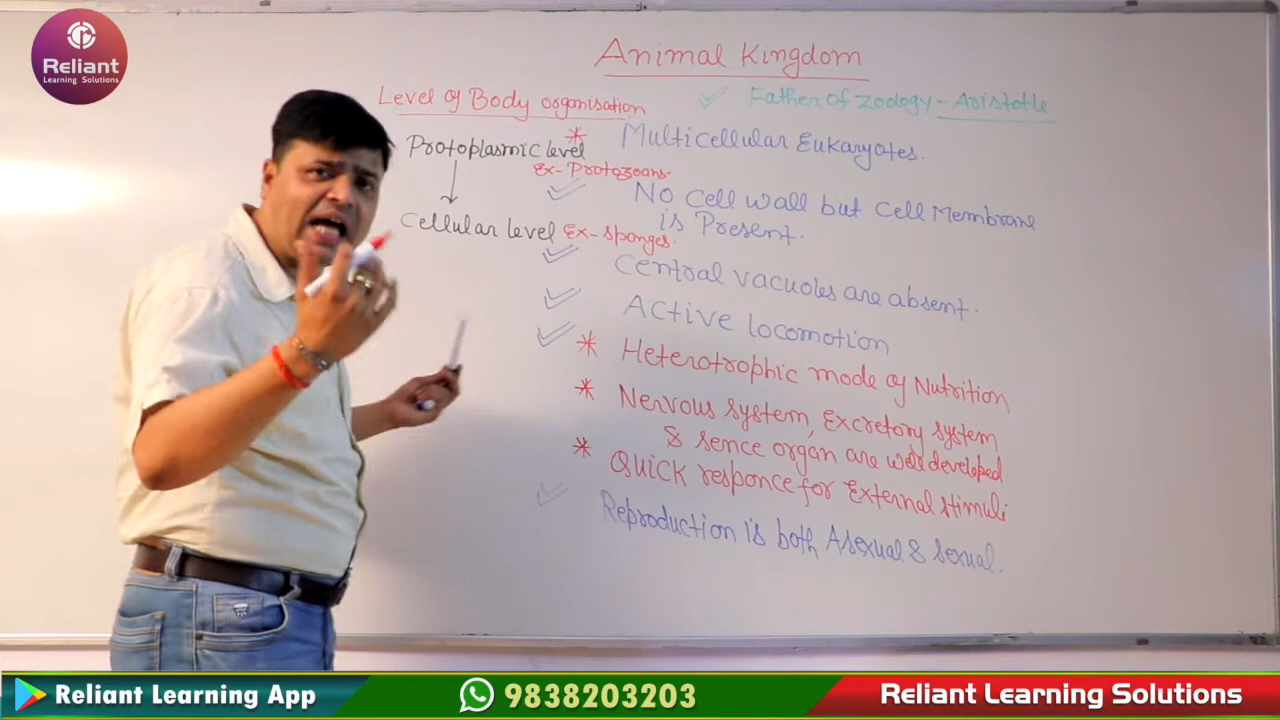 Reliant
Learning Solutions
Animal Kingdom
Level of Body organisation
Father of Zoology - Aristotle
Protoplasmic level
Ex- Protozoans.
Cellular level Ex- sponges.
* Multicellular Eukaryotes.
No cell wall but cell Membrane
is Present.
Central vacuoles are absent.
Active locomotion
* Heterotrophic mode of Nutrition
* Nervous system, Excretory system
& sence organ are well developed.
* Quick responce for External stimuli
Reproduction is both Asexual & sexual.
Reliant Learning App
9838203203
Reliant Learning Solutions